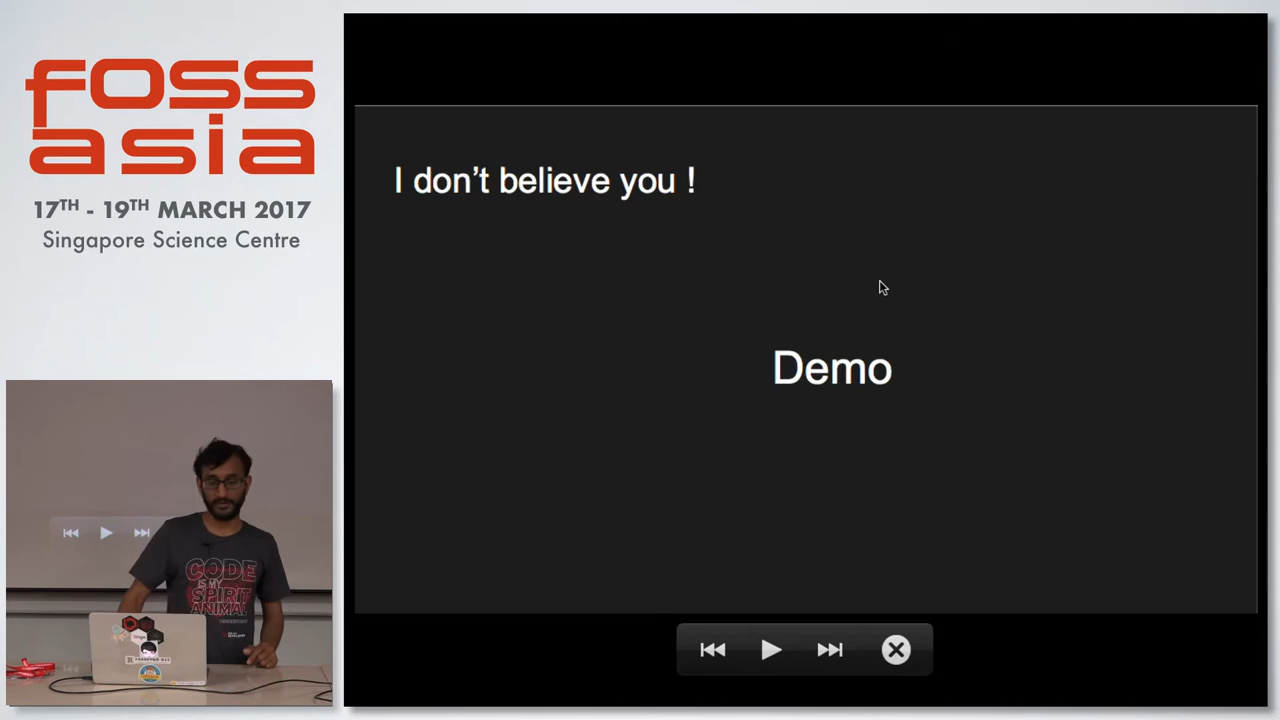 foss
asia
17TH - 19TH MARCH 2017
Singapore Science Centre
I don't believe you !
Demo
CODE
IS MY
SPIRIT
ANIMAL